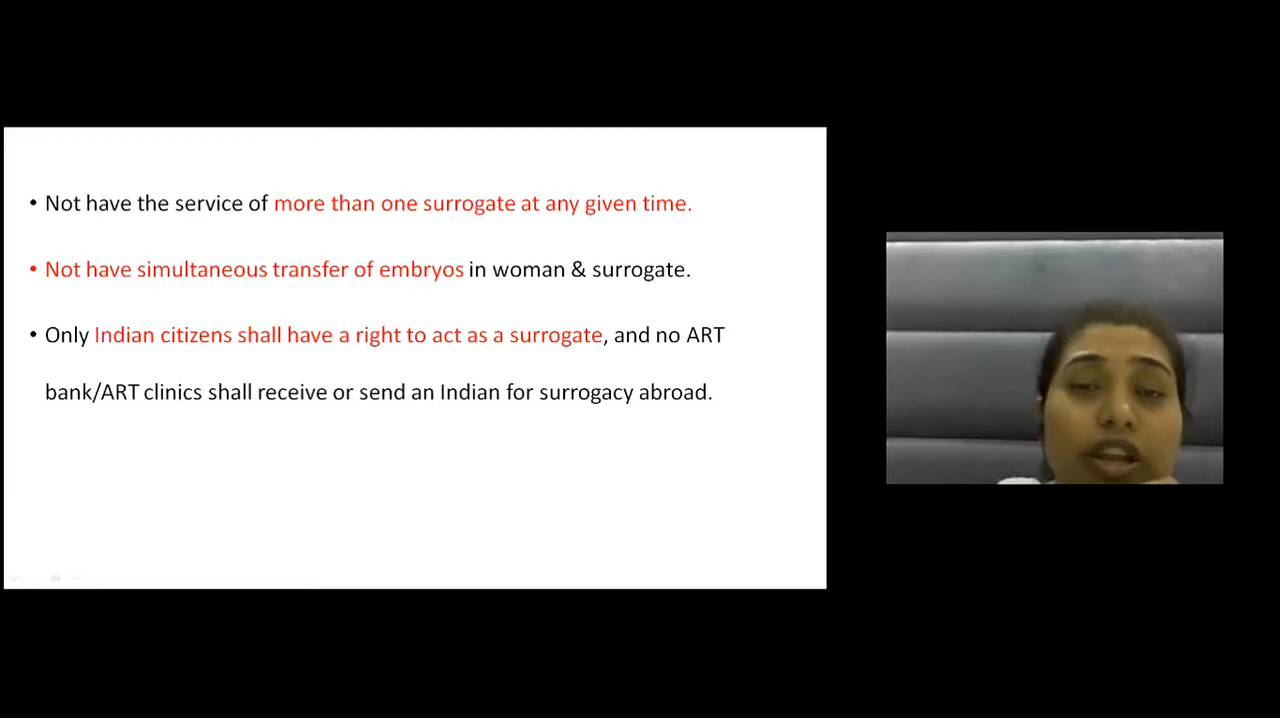 • Not have the service of more than one surrogate at any given time.
• Not have simultaneous transfer of embryos in woman & surrogate.
• Only Indian citizens shall have a right to act as a surrogate, and no ART
bank/ART clinics shall receive or send an Indian for surrogacy abroad.